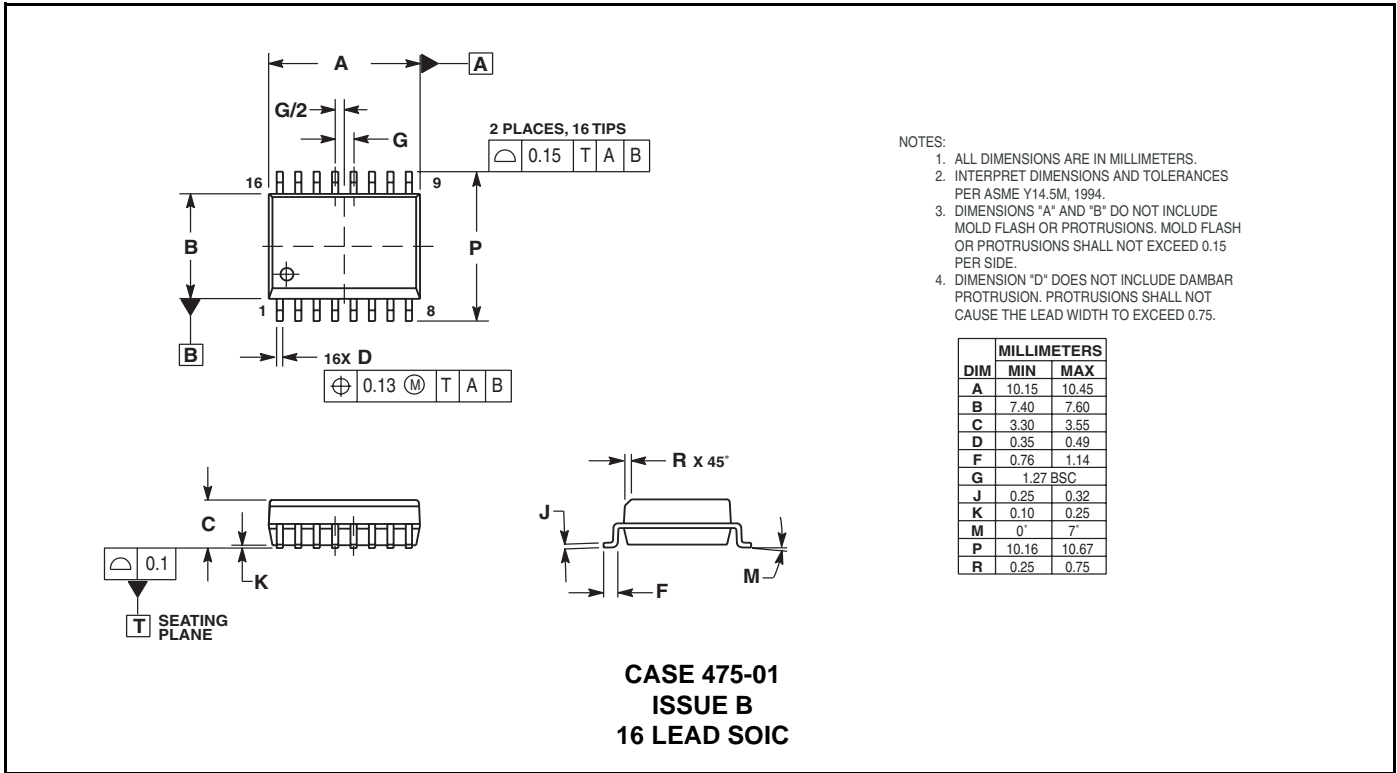 A
A
G/2
G
2 PLACES, 16 TIPS
⌓ 0.15 T A B
16
9
B
P
1
8
B
16X D
⌖ 0.13 Ⓜ T A B
R X 45°
J
C
K
F
M
⌓ 0.1
T SEATING
PLANE
NOTES:
1. ALL DIMENSIONS ARE IN MILLIMETERS.
2. INTERPRET DIMENSIONS AND TOLERANCES
PER ASME Y14.5M, 1994.
3. DIMENSIONS "A" AND "B" DO NOT INCLUDE
MOLD FLASH OR PROTRUSIONS. MOLD FLASH
OR PROTRUSIONS SHALL NOT EXCEED 0.15
PER SIDE.
4. DIMENSION "D" DOES NOT INCLUDE DAMBAR
PROTRUSION. PROTRUSIONS SHALL NOT
CAUSE THE LEAD WIDTH TO EXCEED 0.75.
MILLIMETERS
DIM MIN MAX
A 10.15 10.45
B 7.40 7.60
C 3.30 3.55
D 0.35 0.49
F 0.76 1.14
G 1.27 BSC
J 0.25 0.32
K 0.10 0.25
M 0° 7°
P 10.16 10.67
R 0.25 0.75
CASE 475-01
ISSUE B
16 LEAD SOIC